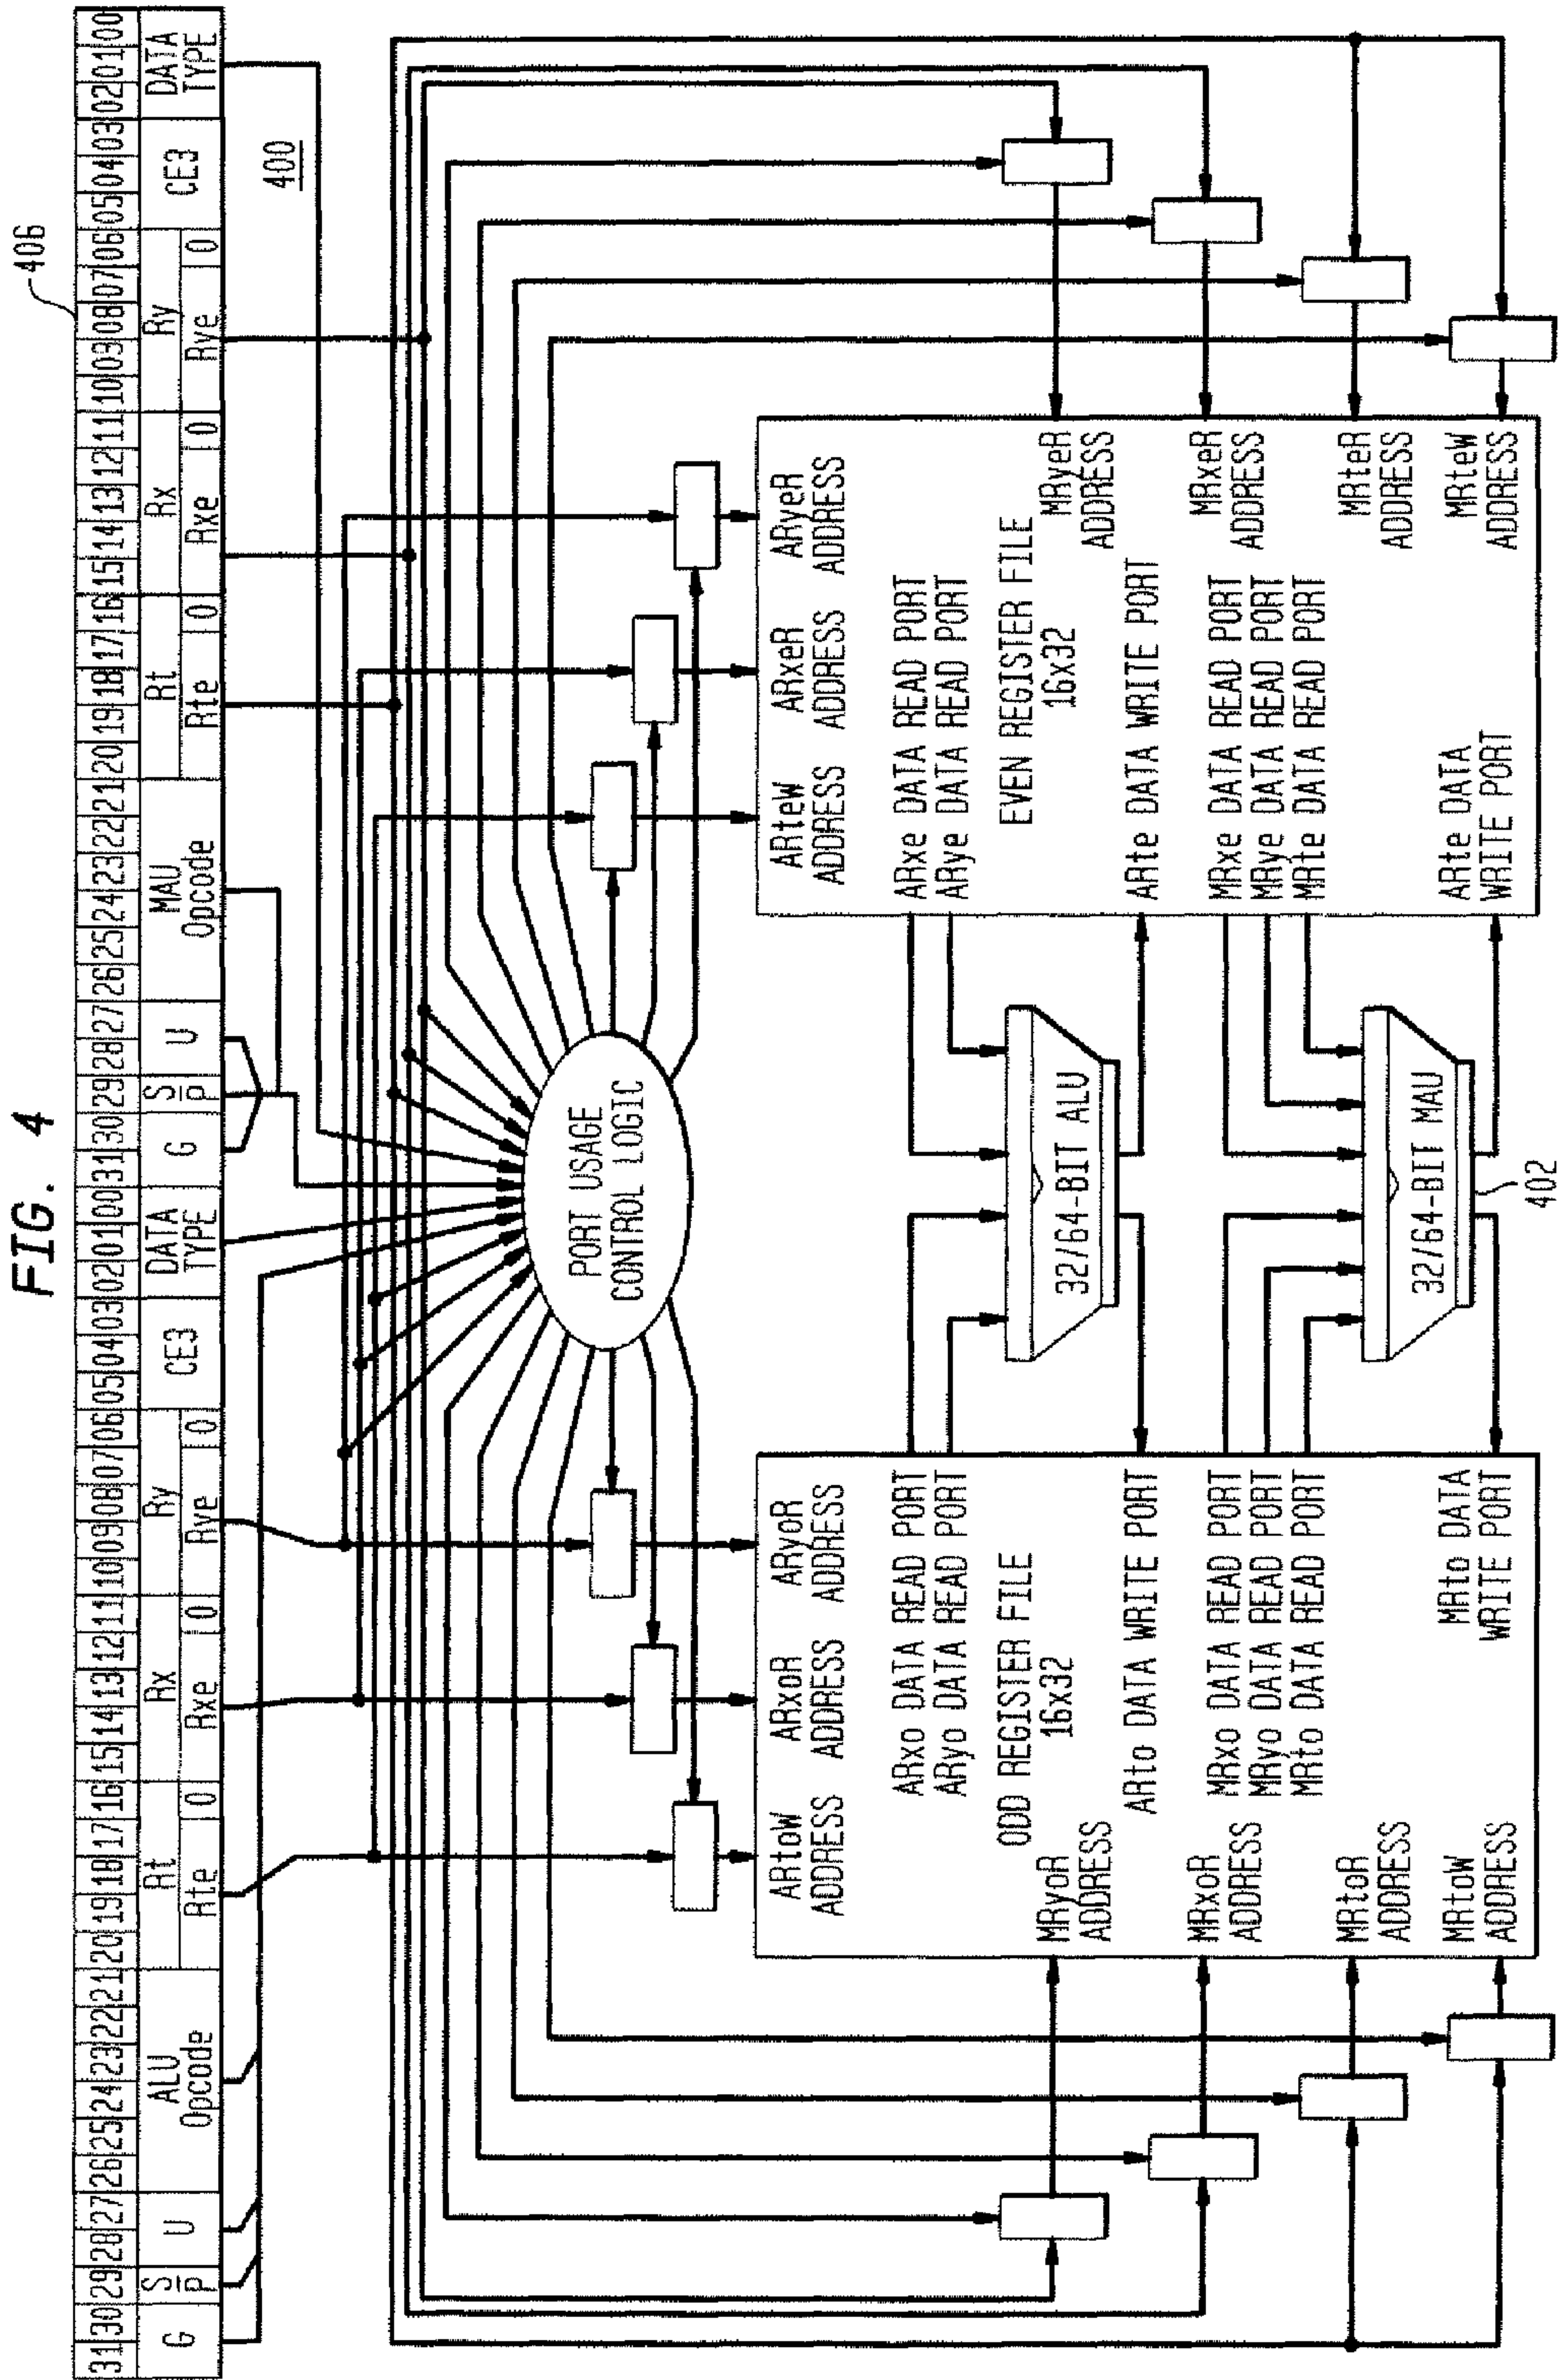 FIG. 4
406
31 30 29 28 27 26 25 24 23 22 21 20 19 18 17 16 15 14 13 12 11 10 09 08 07 06 05 04 03 02 01 00 31 30 29 28 27 26 25 24 23 22 21 20 19 18 17 16 15 14 13 12 11 10 09 08 07 06 05 04 03 02 01 00
G S/P U ALU Opcode Rt Rx Ry CE3 DATA TYPE G S/P U MAU Opcode Rt Rx Ry CE3 DATA TYPE
Rte 0 Rxe 0 Rye 0 Rte 0 Rxe 0 Rye 0
400
PORT USAGE
CONTROL LOGIC
ARtoW
ADDRESS
ARxoR
ADDRESS
ARyoR
ADDRESS
ARxo DATA READ PORT
ARyo DATA READ PORT
ODD REGISTER FILE
16x32
MRyoR
ADDRESS
ARto DATA WRITE PORT
MRxoR
ADDRESS
MRxo DATA READ PORT
MRyo DATA READ PORT
MRto DATA READ PORT
MRtoR
ADDRESS
MRtoW
ADDRESS
MRto DATA
WRITE PORT
32/64-BIT ALU
32/64-BIT MAU
402
ARteW
ADDRESS
ARxeR
ADDRESS
ARyeR
ADDRESS
ARxe DATA READ PORT
ARye DATA READ PORT
EVEN REGISTER FILE
16x32
MRyeR
ADDRESS
ARte DATA WRITE PORT
MRxeR
ADDRESS
MRxe DATA READ PORT
MRye DATA READ PORT
MRte DATA READ PORT
MRteR
ADDRESS
ARte DATA
WRITE PORT
MRteW
ADDRESS